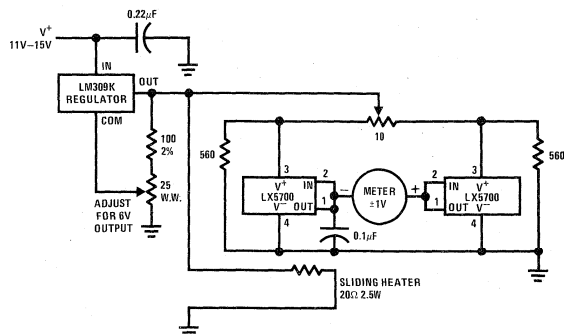 0.22μF
V+
11V–15V
IN
OUT
LM309K
REGULATOR
COM
100
2%
25
W.W.
ADJUST
FOR 6V
OUTPUT
10
560
560
3
V+
IN
2
LX5700
OUT
1
V−
4
−
METER
±1V
+
0.1μF
3
2
IN
V+
LX5700
1
OUT
V−
4
SLIDING HEATER
20Ω 2.5W